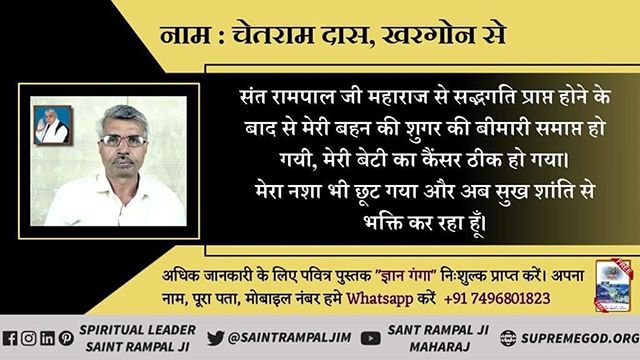 नाम : चेतराम दास, खरगोन से
संत रामपाल जी महाराज से सद्भगति प्राप्त होने के
बाद से मेरी बहन की शुगर की बीमारी समाप्त हो
गयी, मेरी बेटी का कैंसर ठीक हो गया।
मेरा नशा भी छूट गया और अब सुख शांति से
भक्ति कर रहा हूँ।
अधिक जानकारी के लिए पवित्र पुस्तक "ज्ञान गंगा" निःशुल्क प्राप्त करें। अपना
नाम, पूरा पता, मोबाइल नंबर हमे Whatsapp करें +91 7496801823
FREE
SPIRITUAL LEADER
SAINT RAMPAL JI
@SAINTRAMPALJIM
SANT RAMPAL JI
MAHARAJ
SUPREMEGOD.ORG